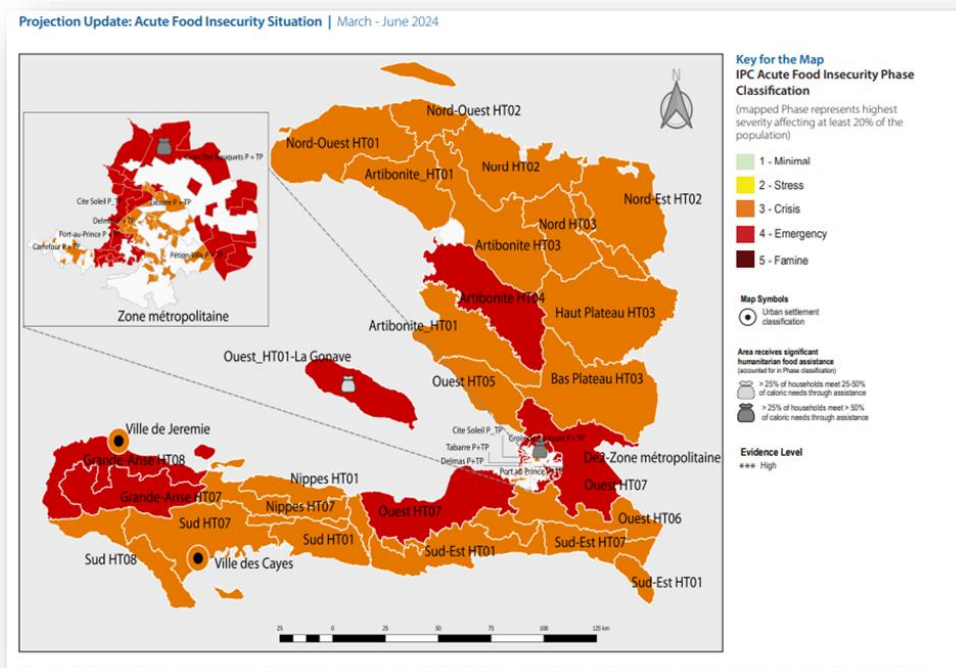 Projection Update: Acute Food Insecurity Situation | March - June 2024
Key for the Map
IPC Acute Food Insecurity Phase
Classification
(mapped Phase represents highest
severity affecting at least 20% of the
population)
1 - Minimal
2 - Stress
3 - Crisis
4 - Emergency
5 - Famine
Map Symbols
Urban settlement
classification
Area receives significant
humanitarian food assistance
(accounted for in Phase classification)
> 25% of households meet 25-50%
of caloric needs through assistance
> 25% of households meet > 50%
of caloric needs through assistance
Evidence Level
*** High
N
Nord-Ouest HT02
Nord-Ouest HT01
Nord HT02
Artibonite_HT01
Nord-Est HT02
Nord HT03
Artibonite HT03
Artibonite HT04
Haut Plateau HT03
Artibonite_HT01
Ouest_HT01-La Gonave
Ouest HT05
Bas Plateau HT03
Cite Soleil P_TP
Tabarre P+TP
Delmas P+TP
Port au Prince
De2-Zone métropolitaine
Ouest HT07
Ville de Jeremie
Grande-Anse HT08
Grande-Anse HT07
Nippes HT01
Nippes HT07
Ouest HT07
Ouest HT06
Sud HT07
Sud HT01
Sud-Est HT01
Sud-Est HT07
Sud HT08
Ville des Cayes
Sud-Est HT01
Bouquets P + TP
Cite Soleil P_TP
Tabarre P + TP
Port-au-Prince P + TP
Carrefour P + TP
Zone métropolitaine
25 0 25 50 75 100 125 km